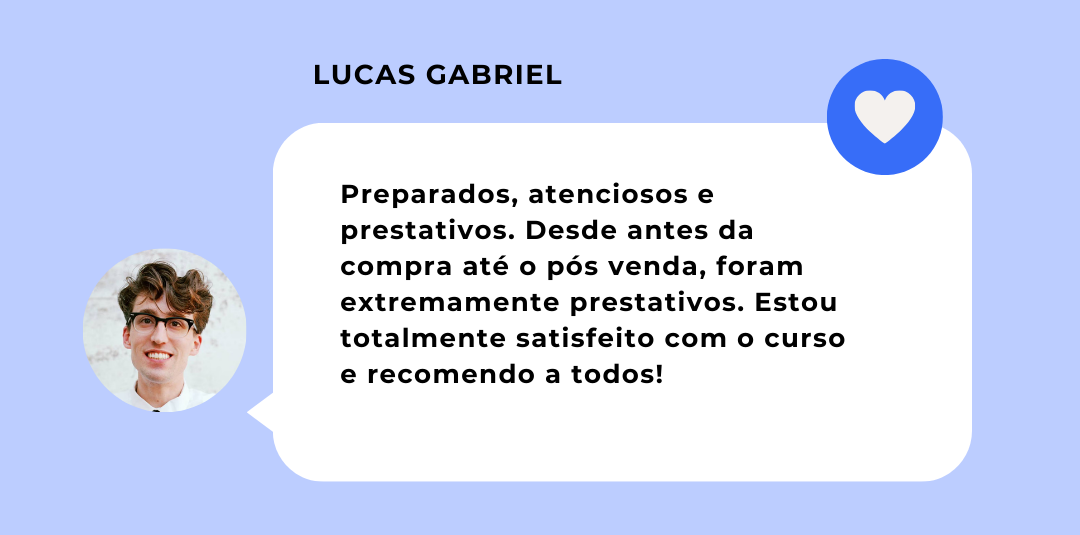 LUCAS GABRIEL
Preparados, atenciosos e
prestativos. Desde antes da
compra até o pós venda, foram
extremamente prestativos. Estou
totalmente satisfeito com o curso
e recomendo a todos!